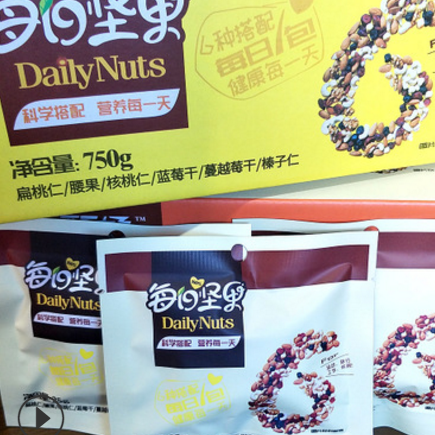 每日坚果
DailyNuts
科学搭配 营养每一天
6种搭配
每日/包
健康每一天
净含量: 750g
扁桃仁/腰果/核桃仁/蓝莓干/蔓越莓干/榛子仁
TM
每日坚果
DailyNuts
科学搭配 营养每一天
每日坚果
DailyNuts
科学搭配 营养每一天
For